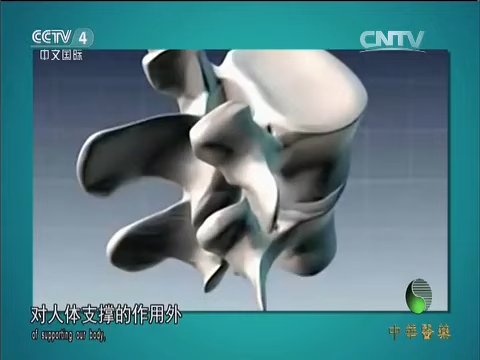 CCTV 4
中文国际
CNTV
对人体支撑的作用外
of supporting our body,
中華醫藥